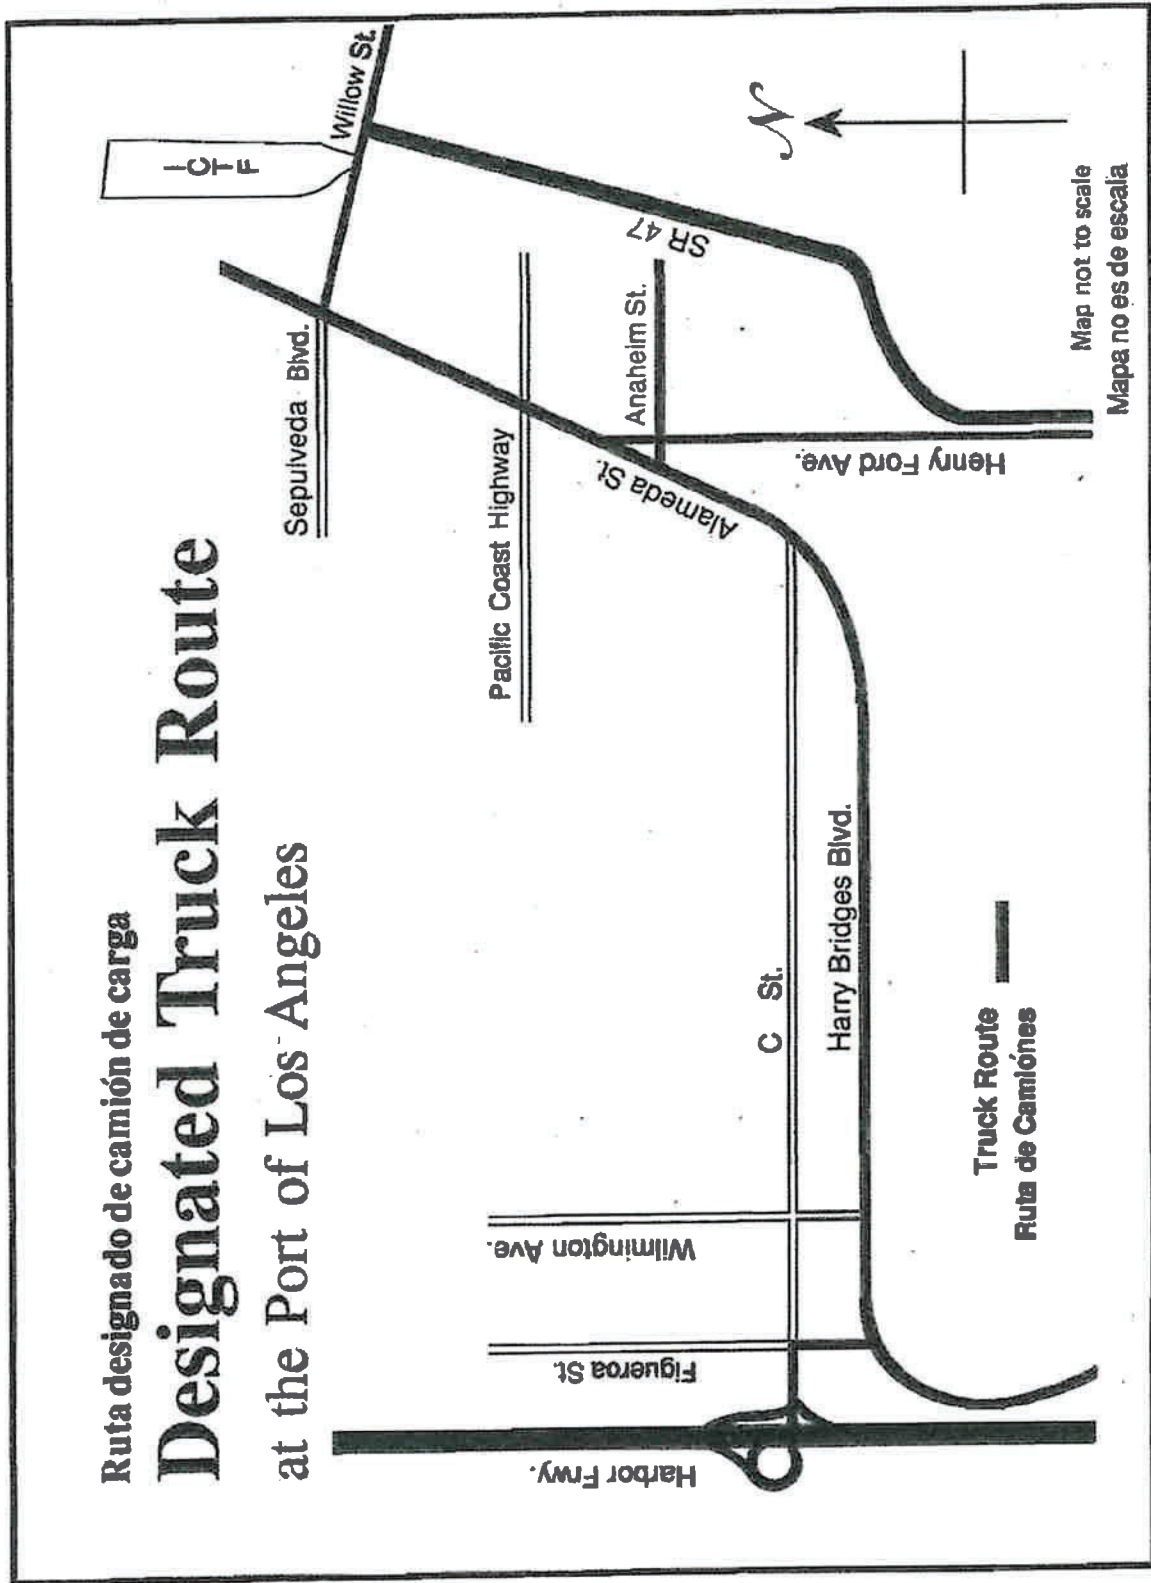 Ruta designado de camión de carga
Designated Truck Route
at the Port of Los Angeles
I
C
T
F
Willow St.
Sepulveda Blvd.
Pacific Coast Highway
SR 47
Anaheim St.
Alameda St.
Henry Ford Ave.
N
Harbor Frwy.
Figueroa St.
Wilmington Ave.
C St.
Harry Bridges Blvd.
Truck Route
Ruta de Camiónes
Map not to scale
Mapa no es de escala